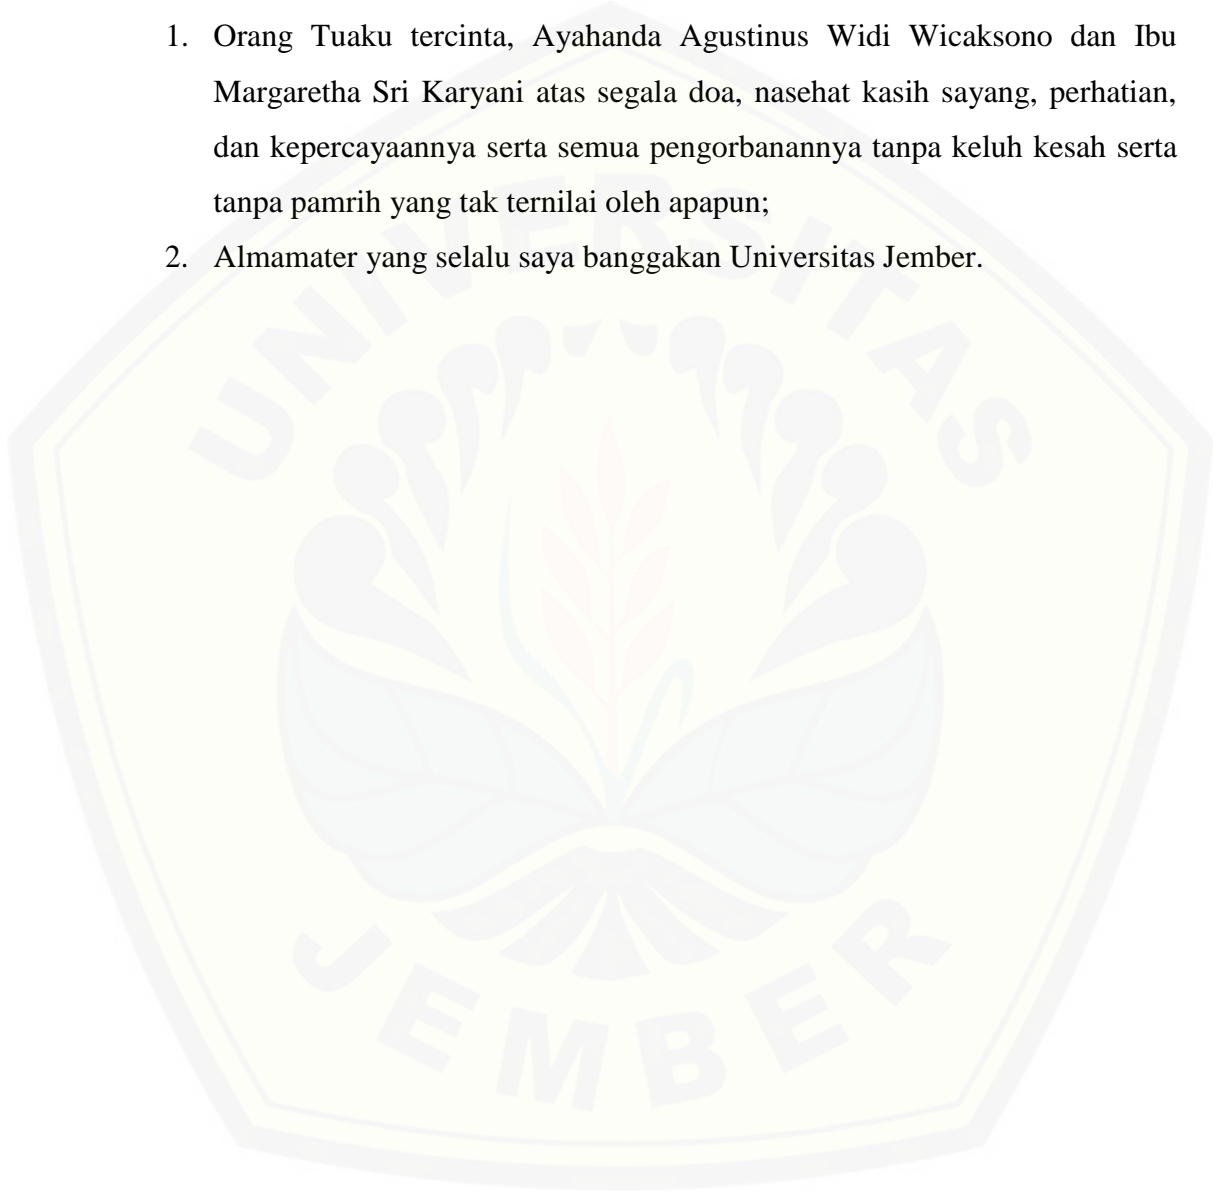 1. Orang Tuaku tercinta, Ayahanda Agustinus Widi Wicaksono dan Ibu
Margaretha Sri Karyani atas segala doa, nasehat kasih sayang, perhatian,
dan kepercayaannya serta semua pengorbanannya tanpa keluh kesah serta
tanpa pamrih yang tak ternilai oleh apapun;
2. Almamater yang selalu saya banggakan Universitas Jember.
UNIVERSITAS
JEMBER